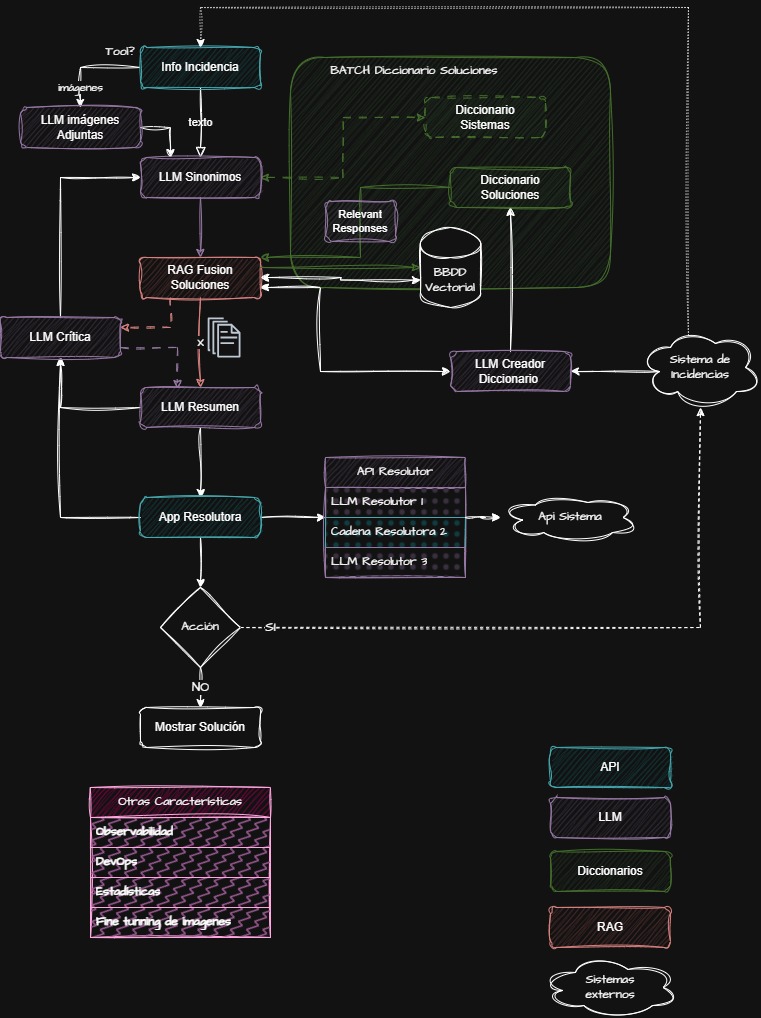 Tool?
Info Incidencia
imágenes
LLM imágenes
Adjuntas
texto
LLM Sinonimos
BATCH Diccionario Soluciones
Diccionario
Sistemas
Diccionario
Soluciones
Relevant
Responses
BBDD
Vectorial
RAG Fusion
Soluciones
LLM Crítica
x
LLM Creador
Diccionario
Sistema de
Incidencias
LLM Resumen
App Resolutora
API Resolutor
LLM Resolutor 1
Cadena Resolutora 2
LLM Resolutor 3
Api Sistema
Acción
SI
NO
Mostrar Solución
Otras Características
Observabilidad
DevOps
Estadísticas
Fine tunning de imagenes
API
LLM
Diccionarios
RAG
Sistemas
externos